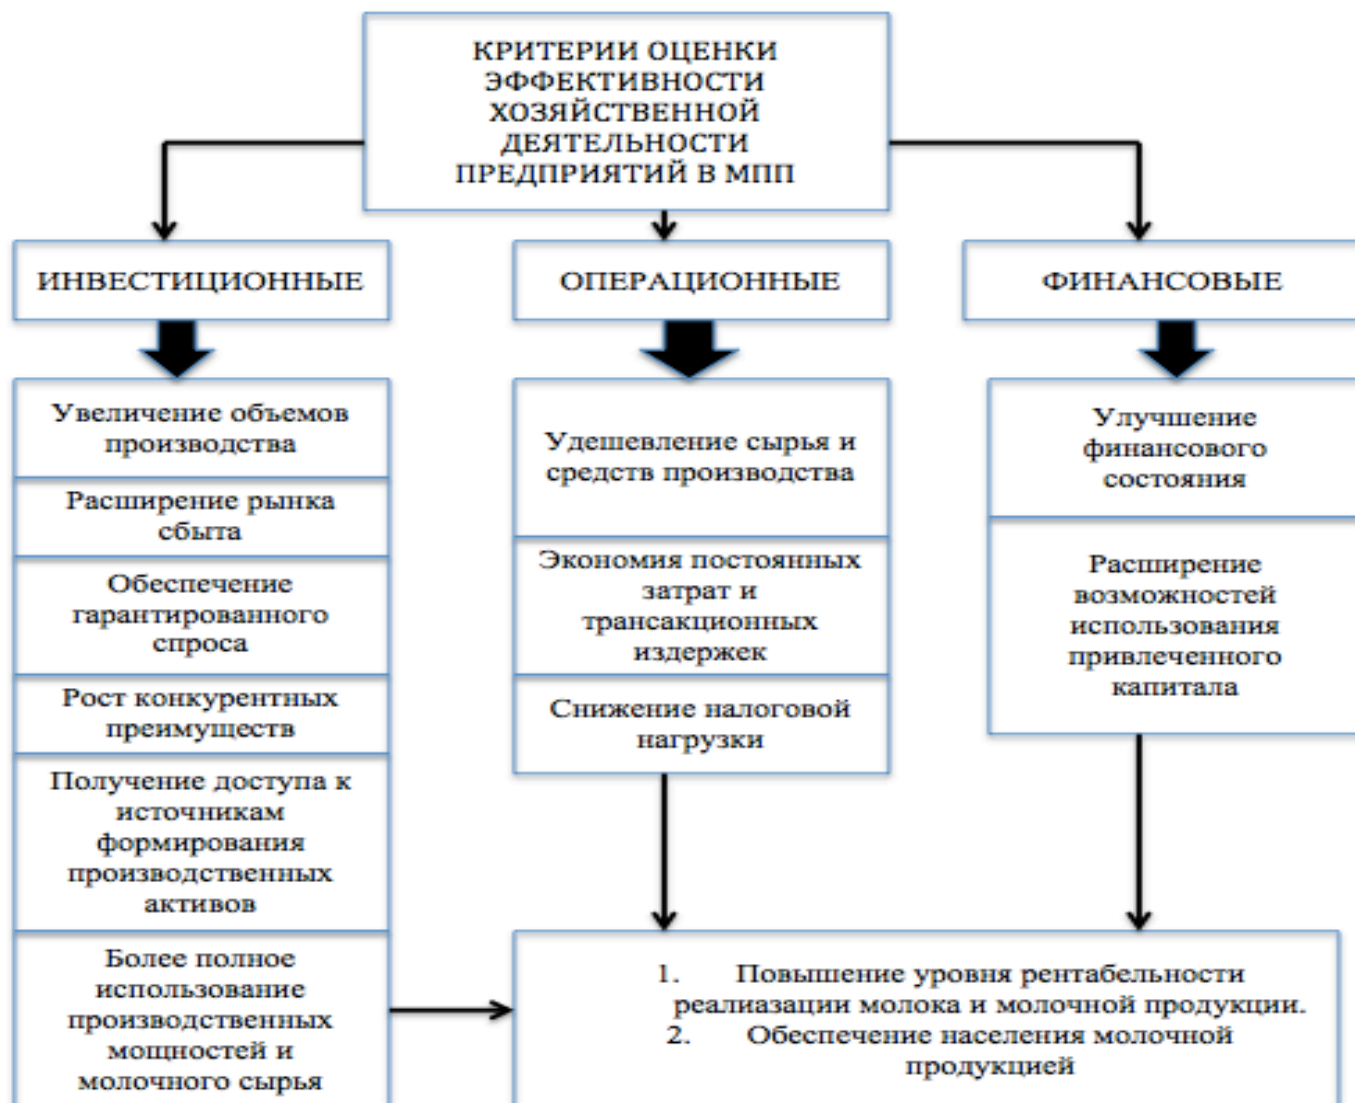 КРИТЕРИИ ОЦЕНКИ
ЭФФЕКТИВНОСТИ
ХОЗЯЙСТВЕННОЙ
ДЕЯТЕЛЬНОСТИ
ПРЕДПРИЯТИЙ В МПП
ИНВЕСТИЦИОННЫЕ
ОПЕРАЦИОННЫЕ
ФИНАНСОВЫЕ
Увеличение объемов
производства
Расширение рынка
сбыта
Обеспечение
гарантированного
спроса
Рост конкурентных
преимуществ
Получение доступа к
источникам
формирования
производственных
активов
Более полное
использование
производственных
мощностей и
молочного сырья
Удешевление сырья и
средств производства
Экономия постоянных
затрат и
трансакционных
издержек
Снижение налоговой
нагрузки
Улучшение
финансового
состояния
Расширение
возможностей
использования
привлеченного
капитала
1. Повышение уровня рентабельности
реалиазации молока и молочной продукции.
2. Обеспечение населения молочной
продукцией